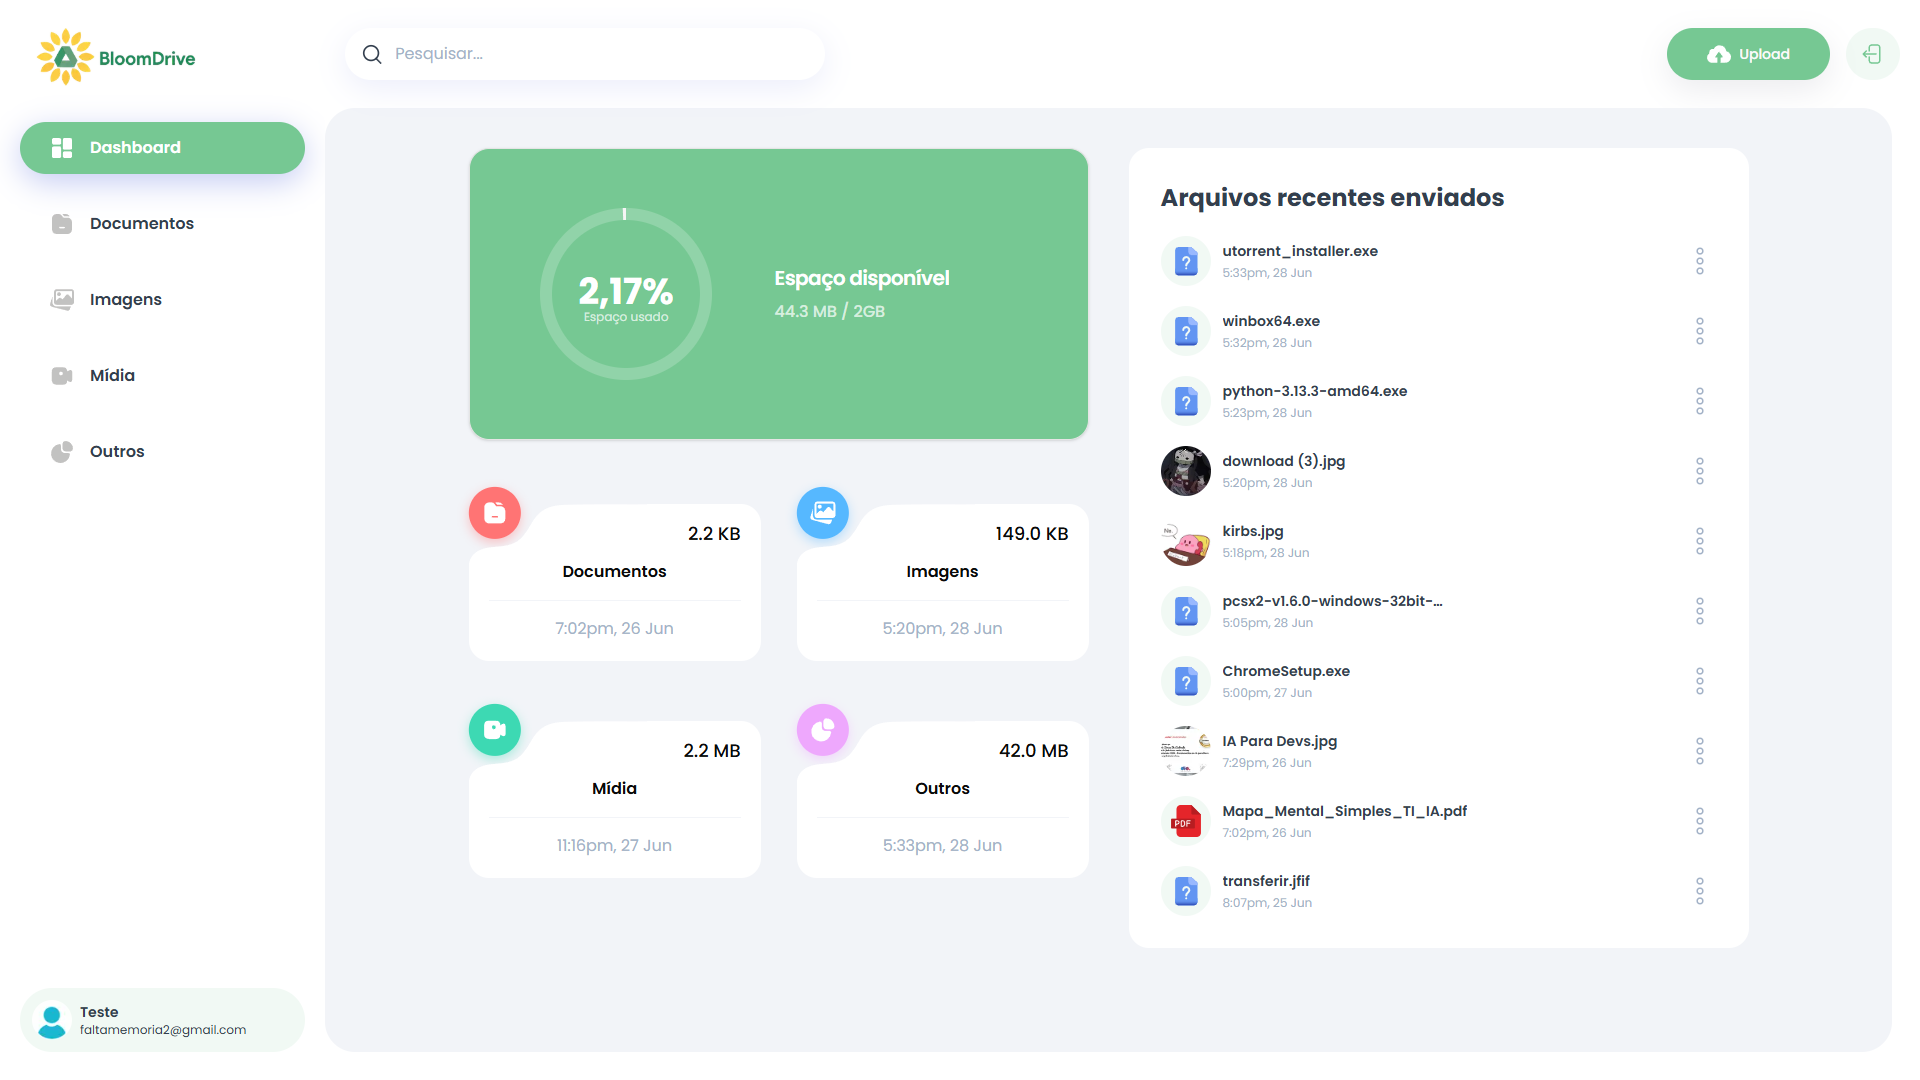 BloomDrive
Pesquisar...
Upload
Dashboard
Documentos
Imagens
Mídia
Outros
2,17%
Espaço usado
Espaço disponível
44.3 MB / 2GB
2.2 KB
Documentos
7:02pm, 26 Jun
149.0 KB
Imagens
5:20pm, 28 Jun
2.2 MB
Mídia
11:16pm, 27 Jun
42.0 MB
Outros
5:33pm, 28 Jun
Arquivos recentes enviados
utorrent_installer.exe
5:33pm, 28 Jun
winbox64.exe
5:32pm, 28 Jun
python-3.13.3-amd64.exe
5:23pm, 28 Jun
download (3).jpg
5:20pm, 28 Jun
kirbs.jpg
5:18pm, 28 Jun
pcsx2-v1.6.0-windows-32bit-...
5:05pm, 28 Jun
ChromeSetup.exe
5:00pm, 27 Jun
IA Para Devs.jpg
7:29pm, 26 Jun
PDF
Mapa_Mental_Simples_TI_IA.pdf
7:02pm, 26 Jun
transferir.jfif
8:07pm, 25 Jun
Teste
faltamemoria2@gmail.com